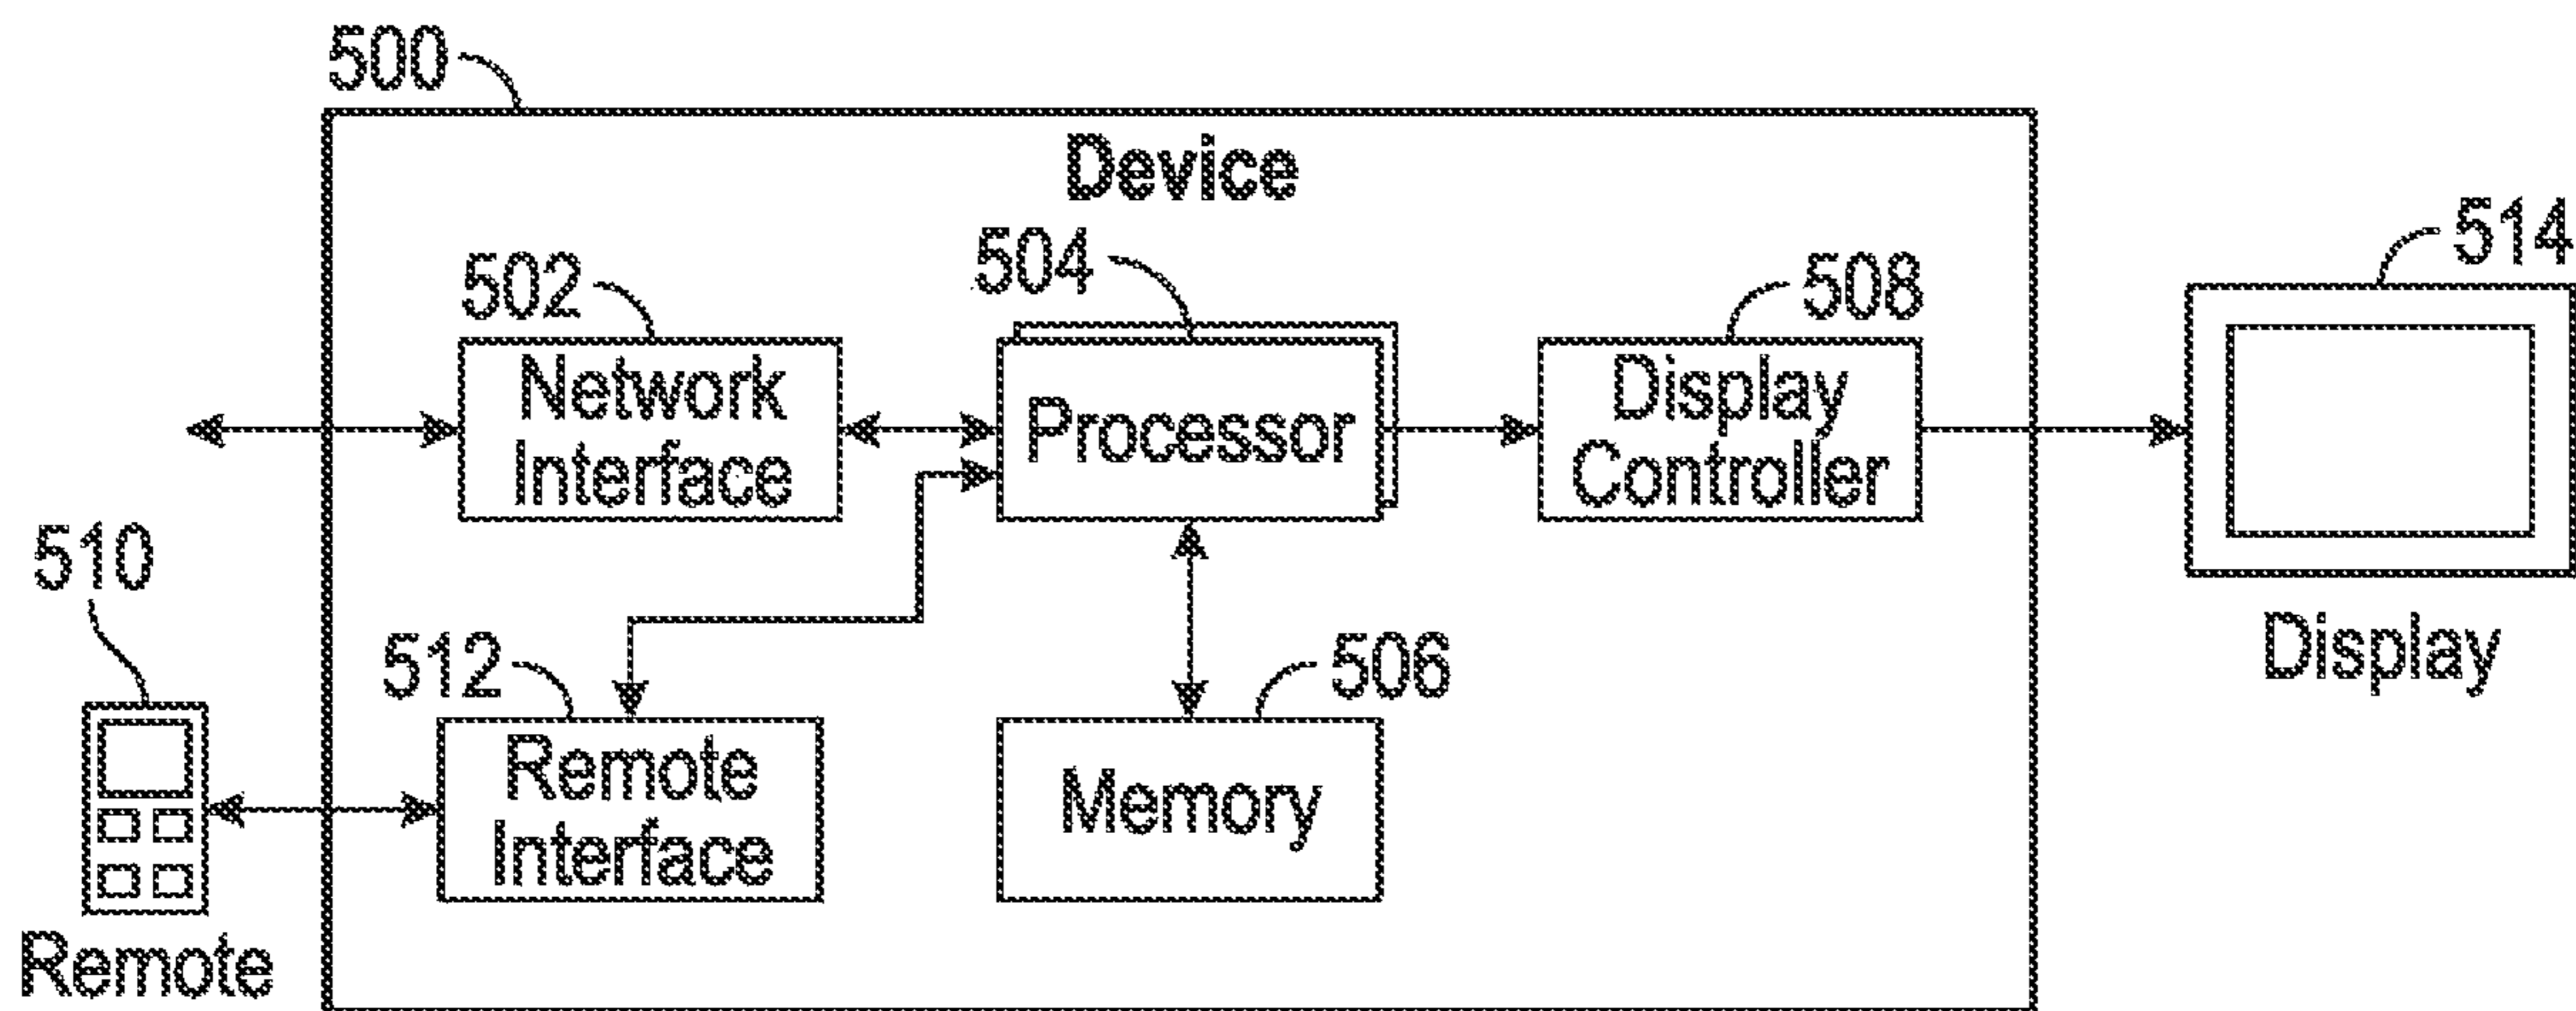 500
Device
514
504
502
508
Network
Interface
Processor
Display
Controller
510
512
506
Display
Remote
Interface
Memory
Remote